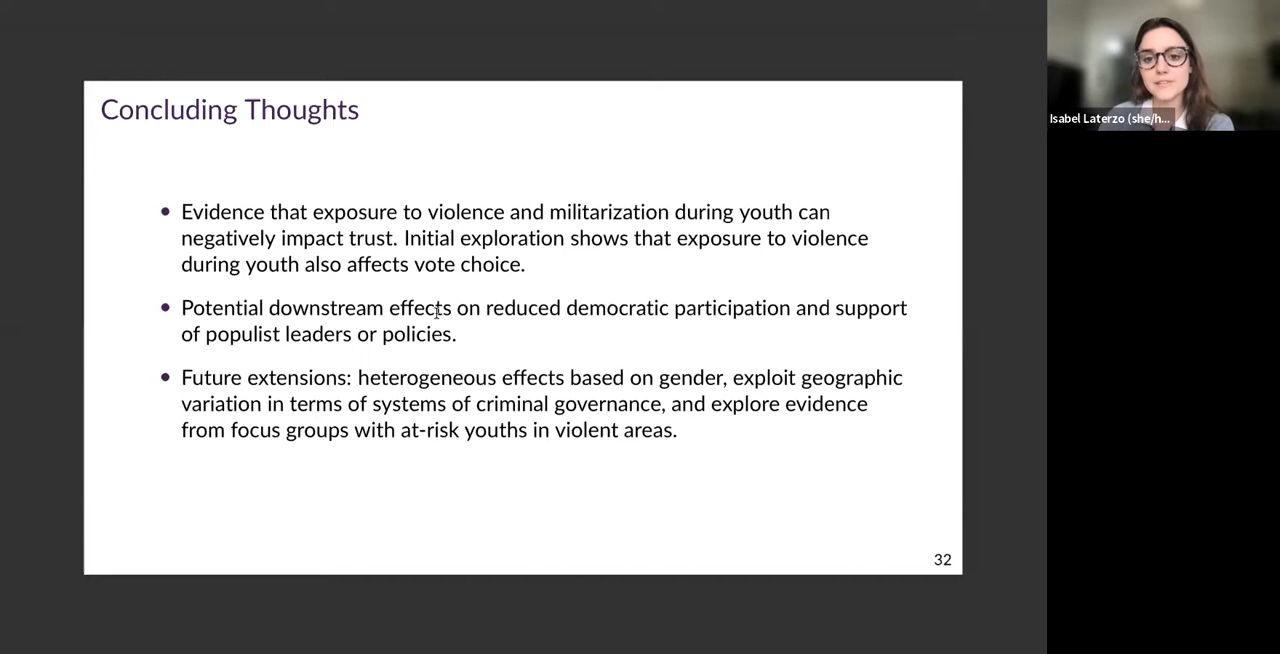 Concluding Thoughts
• Evidence that exposure to violence and militarization during youth can
negatively impact trust. Initial exploration shows that exposure to violence
during youth also affects vote choice.
• Potential downstream effects on reduced democratic participation and support
of populist leaders or policies.
• Future extensions: heterogeneous effects based on gender, exploit geographic
variation in terms of systems of criminal governance, and explore evidence
from focus groups with at-risk youths in violent areas.
32
Isabel Laterzo (she/h...